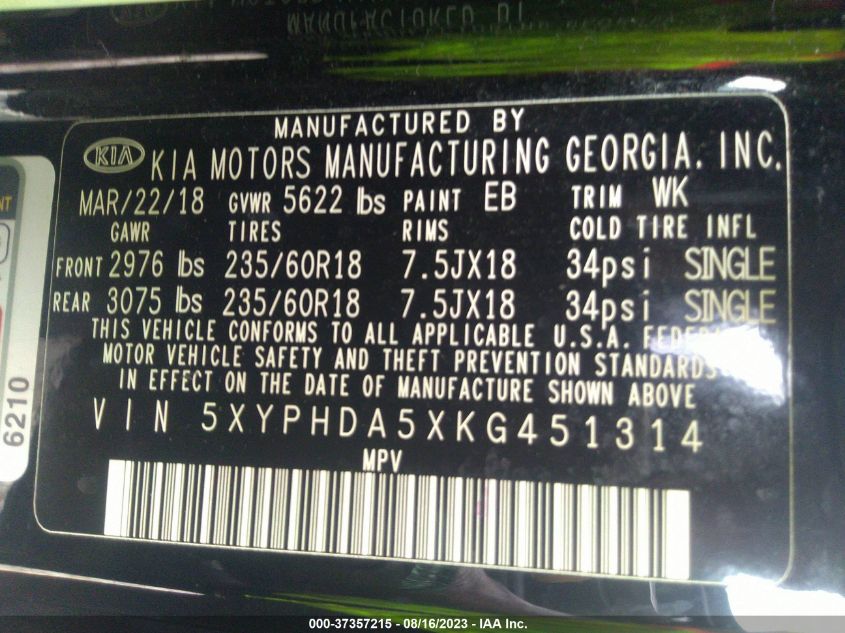 MANUFACTURED BY
KIA KIA MOTORS MANUFACTURING GEORGIA, INC.
MAR/22/18 GVWR 5622 lbs PAINT EB TRIM WK
GAWR TIRES RIMS COLD TIRE INFL
FRONT 2976 lbs 235/60R18 7.5JX18 34psi SINGLE
REAR 3075 lbs 235/60R18 7.5JX18 34psi SINGLE
THIS VEHICLE CONFORMS TO ALL APPLICABLE U.S.A. FEDERAL
MOTOR VEHICLE SAFETY AND THEFT PREVENTION STANDARDS
IN EFFECT ON THE DATE OF MANUFACTURE SHOWN ABOVE
VIN 5XYPHDA5XKG451314
MPV
6210
000-37357215 - 08/16/2023 - IAA Inc.